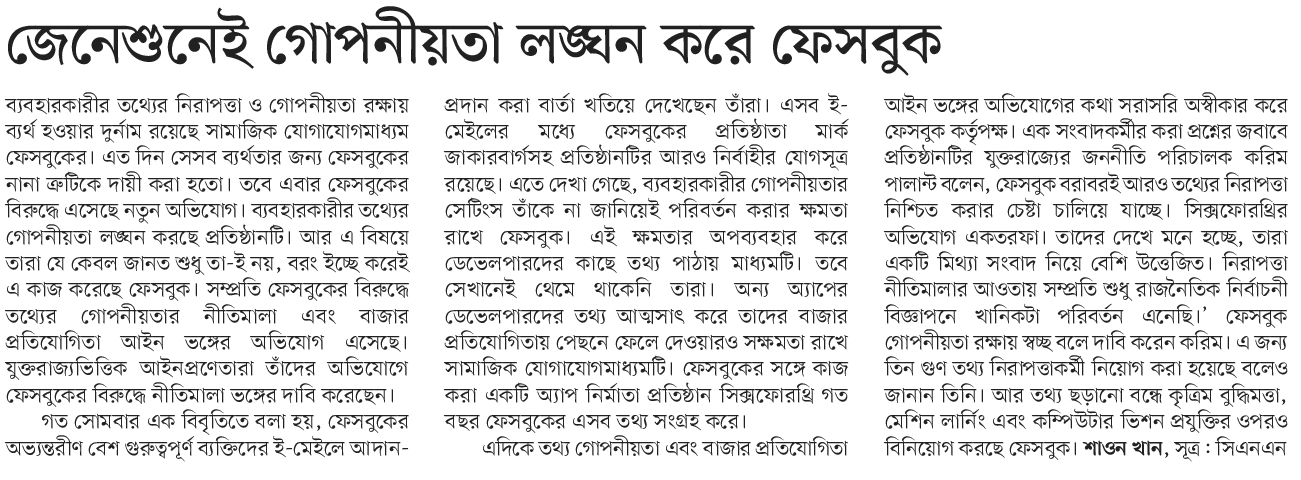 জেনেশুনেই গোপনীয়তা লঙ্ঘন করে ফেসবুক
ব্যবহারকারীর তথ্যের নিরাপত্তা ও গোপনীয়তা রক্ষায়
ব্যর্থ হওয়ার দুর্নাম রয়েছে সামাজিক যোগাযোগমাধ্যম
ফেসবুকের। এত দিন সেসব ব্যর্থতার জন্য ফেসবুকের
নানা ত্রুটিকে দায়ী করা হতো। তবে এবার ফেসবুকের
বিরুদ্ধে এসেছে নতুন অভিযোগ। ব্যবহারকারীর তথ্যের
গোপনীয়তা লঙ্ঘন করছে প্রতিষ্ঠানটি। আর এ বিষয়ে
তারা যে কেবল জানত শুধু তা-ই নয়, বরং ইচ্ছে করেই
এ কাজ করেছে ফেসবুক। সম্প্রতি ফেসবুকের বিরুদ্ধে
তথ্যের গোপনীয়তার নীতিমালা এবং বাজার
প্রতিযোগিতা আইন ভঙ্গের অভিযোগ এসেছে।
যুক্তরাজ্যভিত্তিক আইনপ্রণেতারা তাঁদের অভিযোগে
ফেসবুকের বিরুদ্ধে নীতিমালা ভঙ্গের দাবি করেছেন।
গত সোমবার এক বিবৃতিতে বলা হয়, ফেসবুকের
অভ্যন্তরীণ বেশ গুরুত্বপূর্ণ ব্যক্তিদের ই-মেইলে আদান-
প্রদান করা বার্তা খতিয়ে দেখেছেন তাঁরা। এসব ই-
মেইলের মধ্যে ফেসবুকের প্রতিষ্ঠাতা মার্ক
জাকারবার্গসহ প্রতিষ্ঠানটির আরও নির্বাহীর যোগসূত্র
রয়েছে। এতে দেখা গেছে, ব্যবহারকারীর গোপনীয়তার
সেটিংস তাঁকে না জানিয়েই পরিবর্তন করার ক্ষমতা
রাখে ফেসবুক। এই ক্ষমতার অপব্যবহার করে
ডেভেলপারদের কাছে তথ্য পাঠায় মাধ্যমটি। তবে
সেখানেই থেমে থাকেনি তারা। অন্য অ্যাপের
ডেভেলপারদের তথ্য আত্মসাৎ করে তাদের বাজার
প্রতিযোগিতায় পেছনে ফেলে দেওয়ারও সক্ষমতা রাখে
সামাজিক যোগাযোগমাধ্যমটি। ফেসবুকের সঙ্গে কাজ
করা একটি অ্যাপ নির্মাতা প্রতিষ্ঠান সিক্সফোরথ্রি গত
বছর ফেসবুকের এসব তথ্য সংগ্রহ করে।
এদিকে তথ্য গোপনীয়তা এবং বাজার প্রতিযোগিতা
আইন ভঙ্গের অভিযোগের কথা সরাসরি অস্বীকার করে
ফেসবুক কর্তৃপক্ষ। এক সংবাদকর্মীর করা প্রশ্নের জবাবে
প্রতিষ্ঠানটির যুক্তরাজ্যের জননীতি পরিচালক করিম
পালান্ট বলেন, ফেসবুক বরাবরই আরও তথ্যের নিরাপত্তা
নিশ্চিত করার চেষ্টা চালিয়ে যাচ্ছে। সিক্সফোরথ্রির
অভিযোগ একতরফা। তাদের দেখে মনে হচ্ছে, তারা
একটি মিথ্যা সংবাদ নিয়ে বেশি উত্তেজিত। নিরাপত্তা
নীতিমালার আওতায় সম্প্রতি শুধু রাজনৈতিক নির্বাচনী
বিজ্ঞাপনে খানিকটা পরিবর্তন এনেছি।’ ফেসবুক
গোপনীয়তা রক্ষায় স্বচ্ছ বলে দাবি করেন করিম। এ জন্য
তিন গুণ তথ্য নিরাপত্তাকর্মী নিয়োগ করা হয়েছে বলেও
জানান তিনি। আর তথ্য ছড়ানো বন্ধে কৃত্রিম বুদ্ধিমত্তা,
মেশিন লার্নিং এবং কম্পিউটার ভিশন প্রযুক্তির ওপরও
বিনিয়োগ করছে ফেসবুক। শাওন খান, সূত্র : সিএনএন